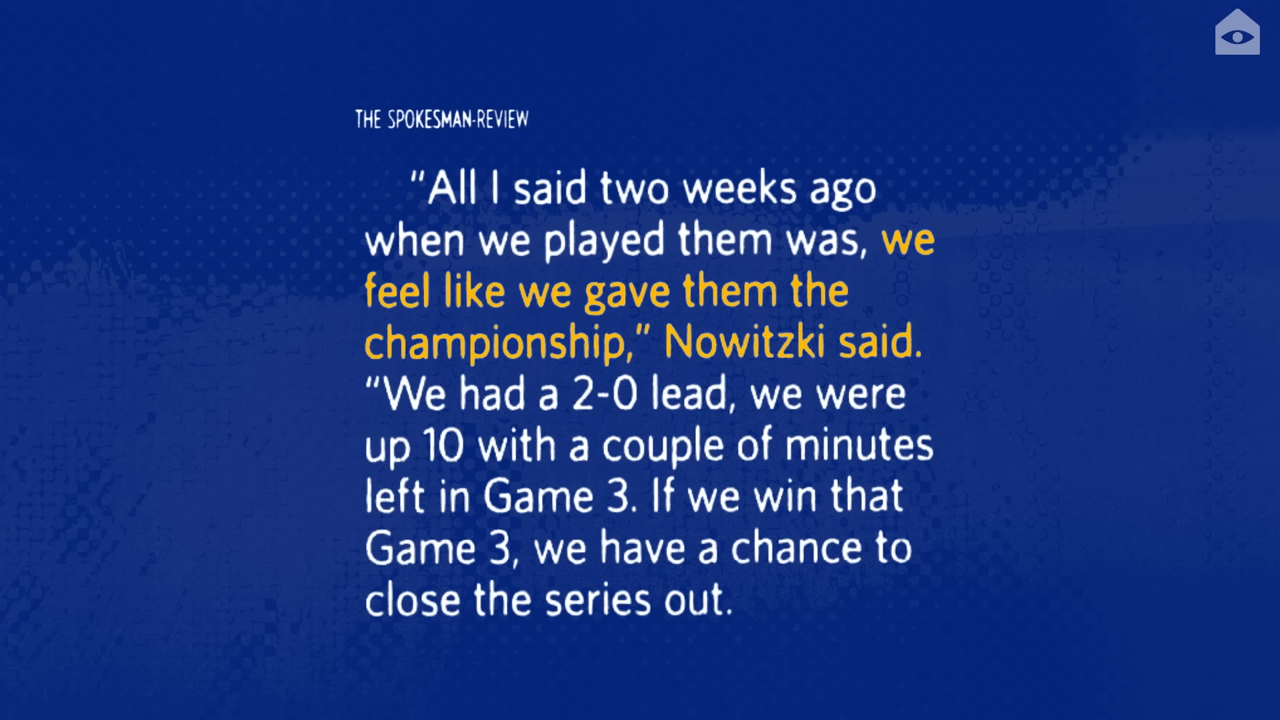 THE SPOKESMAN-REVIEW
“All I said two weeks ago
when we played them was, we
feel like we gave them the
championship,” Nowitzki said.
“We had a 2-0 lead, we were
up 10 with a couple of minutes
left in Game 3. If we win that
Game 3, we have a chance to
close the series out.